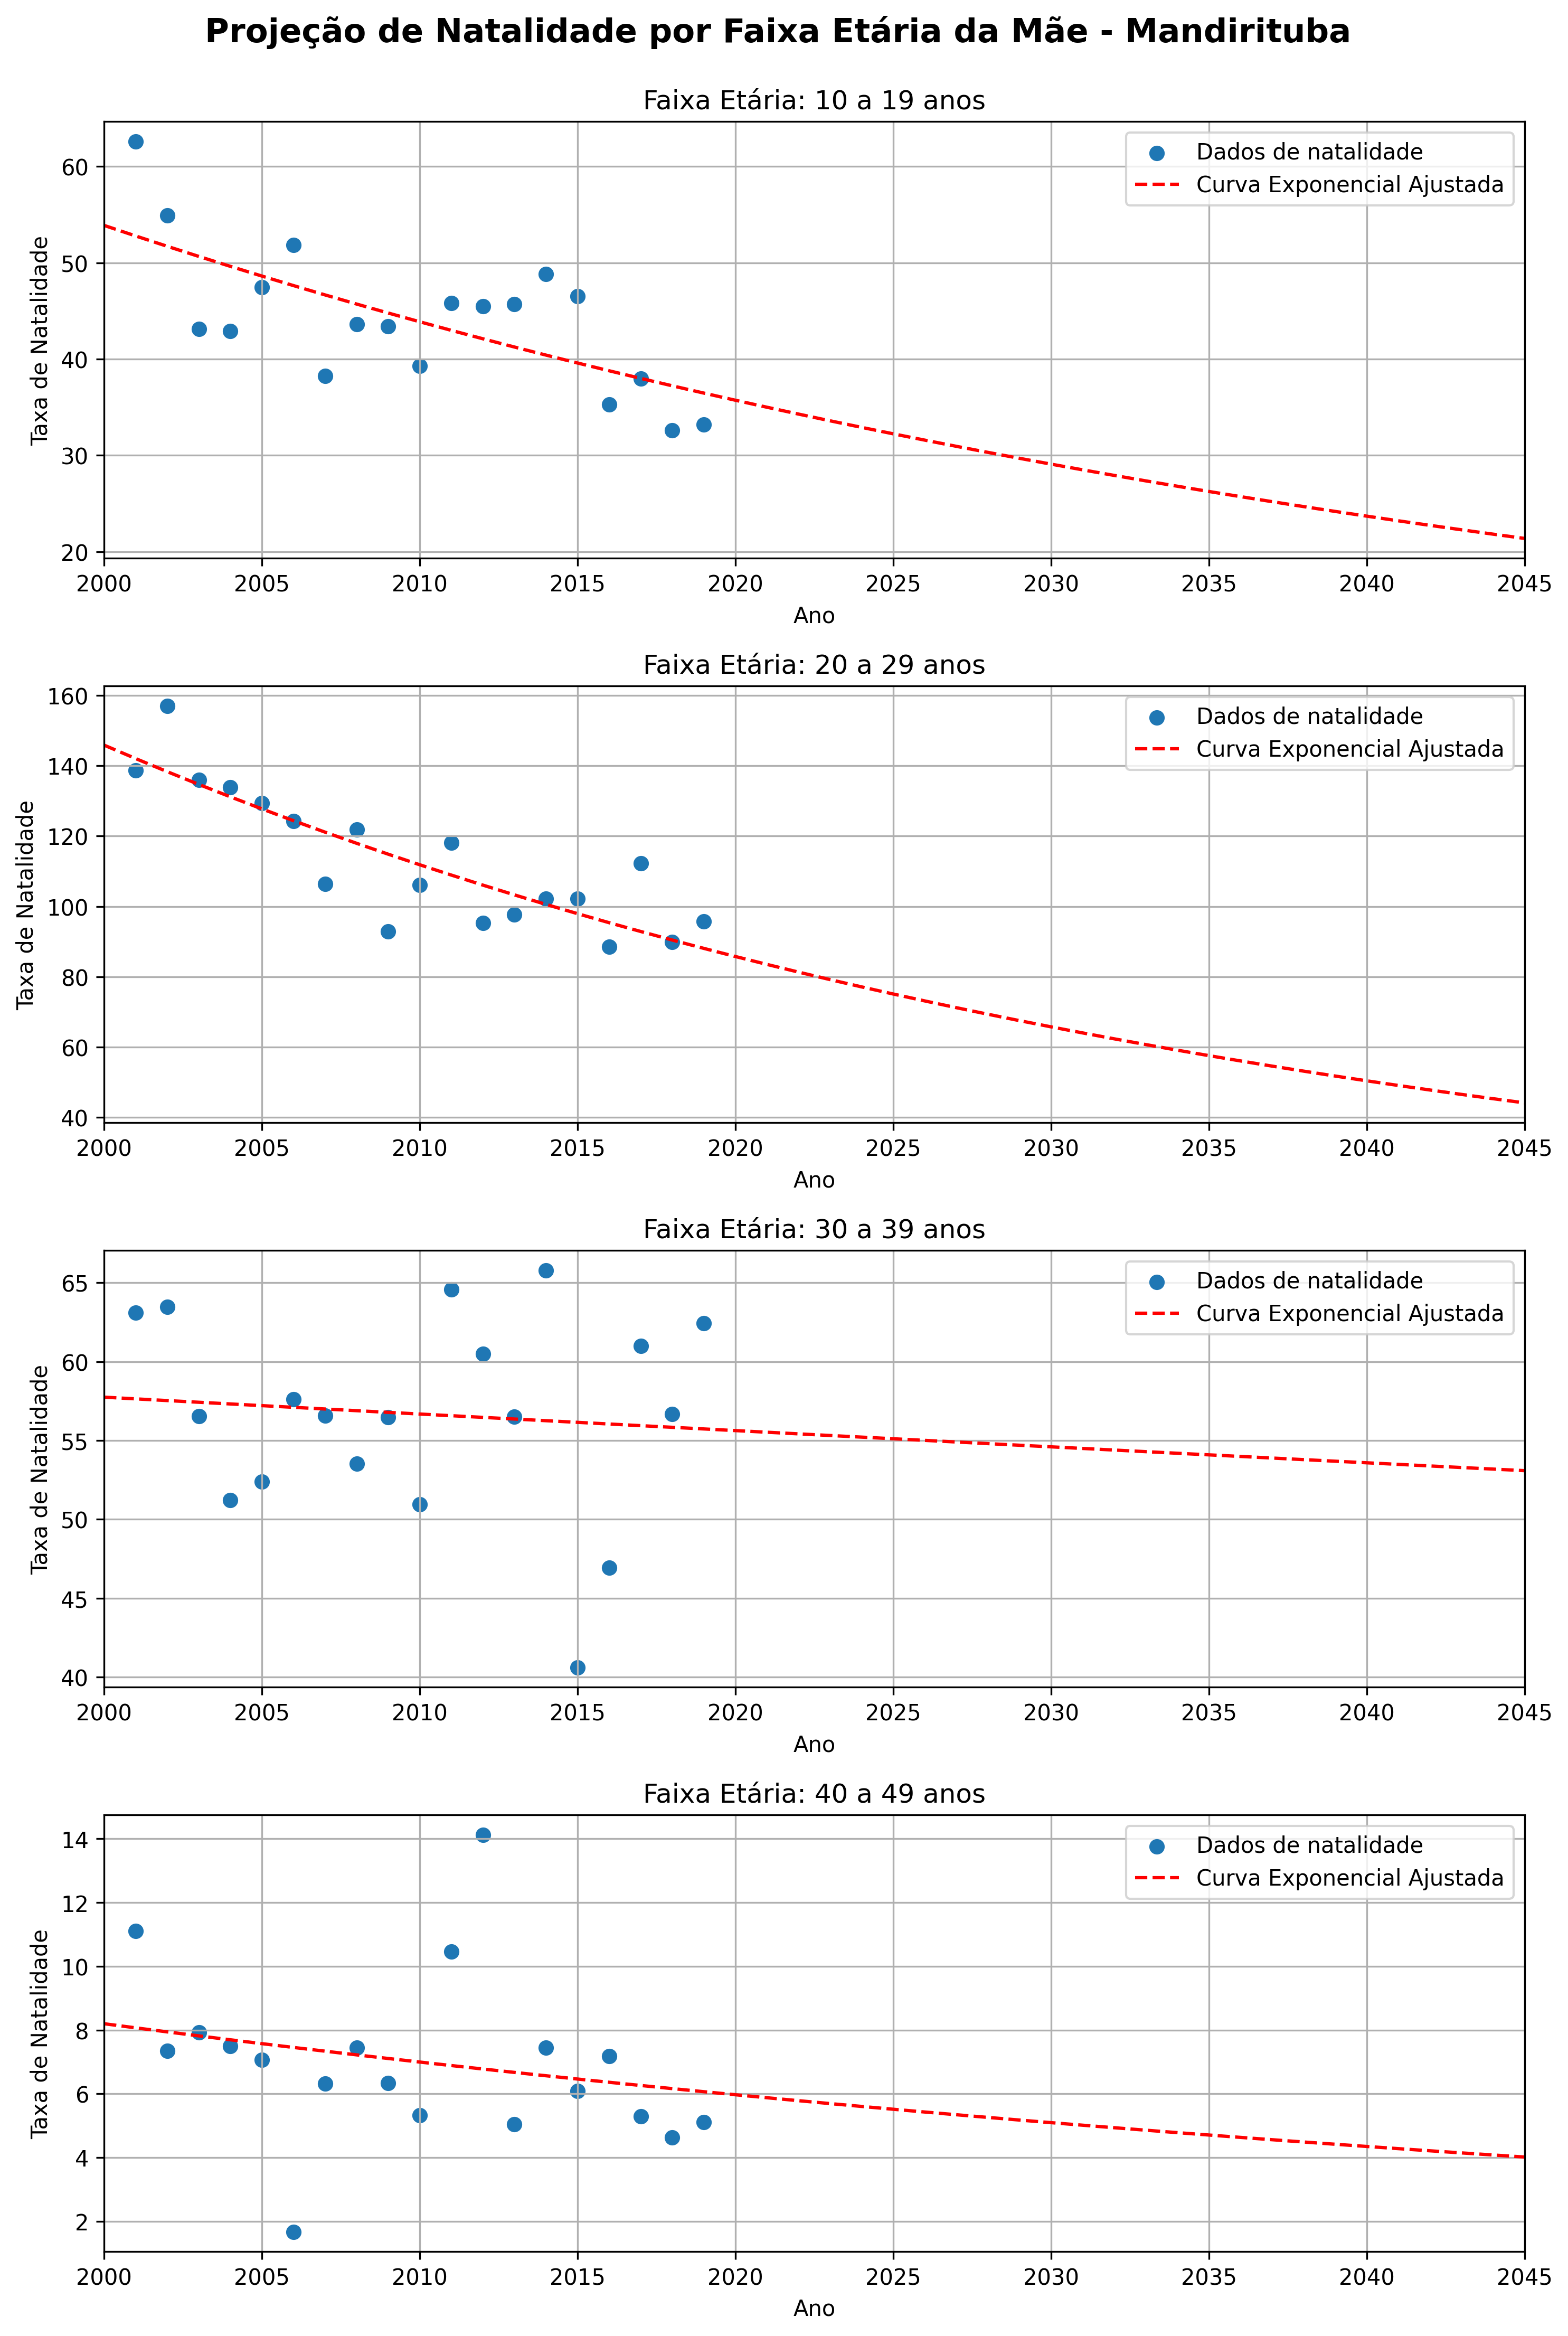 Projeção de Natalidade por Faixa Etária da Mãe - Mandirituba
Faixa Etária: 10 a 19 anos
Dados de natalidade
Curva Exponencial Ajustada
Taxa de Natalidade
60
50
40
30
20
2000 2005 2010 2015 2020 2025 2030 2035 2040 2045
Ano
Faixa Etária: 20 a 29 anos
Dados de natalidade
Curva Exponencial Ajustada
Taxa de Natalidade
160
140
120
100
80
60
40
2000 2005 2010 2015 2020 2025 2030 2035 2040 2045
Ano
Faixa Etária: 30 a 39 anos
Dados de natalidade
Curva Exponencial Ajustada
Taxa de Natalidade
65
60
55
50
45
40
2000 2005 2010 2015 2020 2025 2030 2035 2040 2045
Ano
Faixa Etária: 40 a 49 anos
Dados de natalidade
Curva Exponencial Ajustada
Taxa de Natalidade
14
12
10
8
6
4
2
2000 2005 2010 2015 2020 2025 2030 2035 2040 2045
Ano